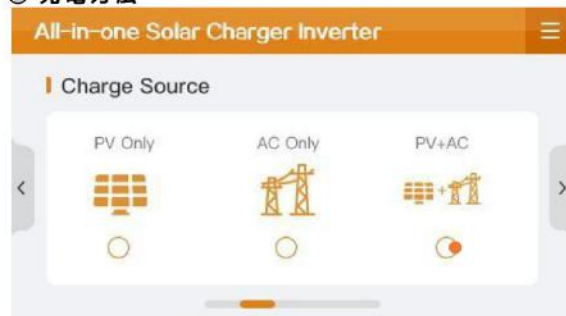 All-in-one Solar Charger Inverter
Charge Source
PV Only
AC Only
PV+AC